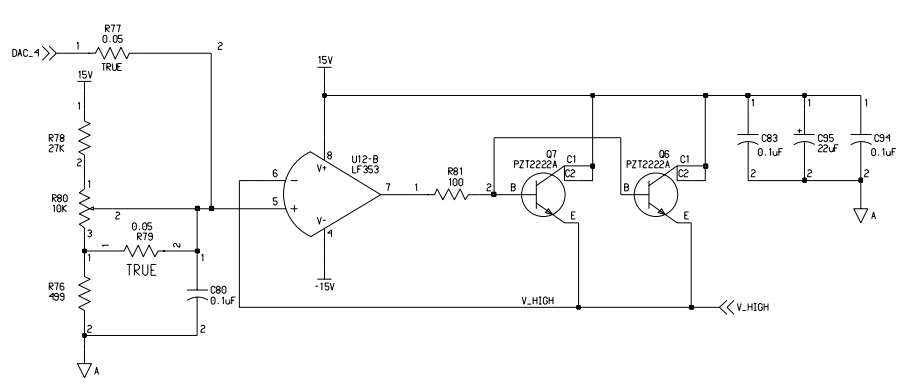 R77
0.05
DAC_4
1
2
TRUE
15V
1
R78
27K
2
1
R80
10K
2
3
0.05
R79
1
2
TRUE
1
R76
499
2
1
C80
0.1uF
2
A
15V
8
V+
U12-B
LF353
6
-
5
+
7
V-
4
-15V
R81
100
1
2
B
Q7
PZT2222A
C1
C2
E
B
Q6
PZT2222A
C1
C2
E
V_HIGH
V_HIGH
1
C83
0.1uF
2
1
+
C95
22uF
2
1
C94
0.1uF
2
A